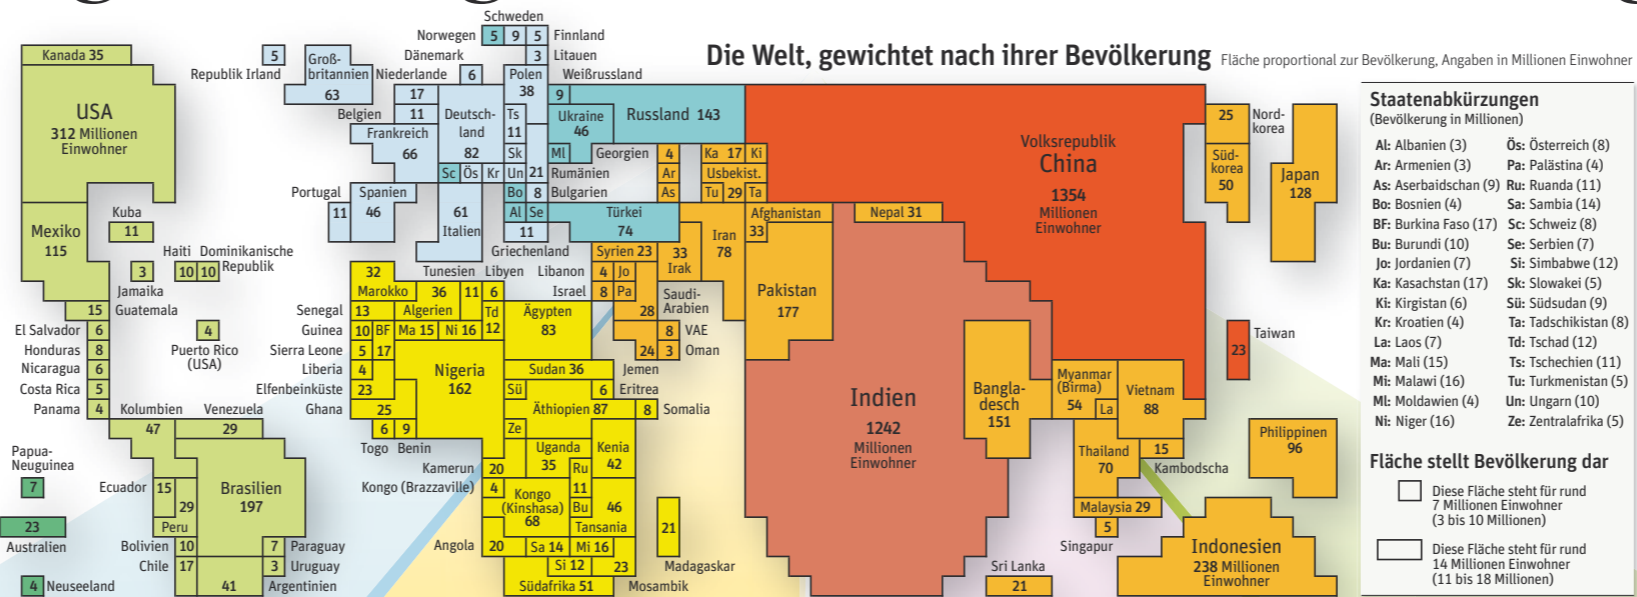 Die Welt, gewichtet nach ihrer Bevölkerung
Fläche proportional zur Bevölkerung, Angaben in Millionen Einwohner
Kanada 35
USA
312 Millionen
Einwohner
Mexiko
115
Kuba
11
Haiti
10
Dominikanische
Republik
10
3
Jamaika
15
Guatemala
El Salvador 6
Honduras 8
Nicaragua 6
Costa Rica 5
Panama 4
4
Puerto Rico
(USA)
Kolumbien
47
Venezuela
29
Ecuador 15
29
Peru
Brasilien
197
Bolivien 10
Chile 17
7 Paraguay
3 Uruguay
41 Argentinien
Papua-
Neuguinea
7
23
Australien
4 Neuseeland
5
Republik Irland
Groß-
britannien
63
Schweden
Norwegen 5 9 5 Finnland
Dänemark
6
3 Litauen
Niederlande
17
Polen
38
Weißrussland
9
Belgien 11
Deutsch-
land
82
Ts
11
Ukraine
46
Russland 143
Frankreich
66
Sk
Ml
Georgien 4
Sc Ös Kr Un 21 Rumänien
Bo 8 Bulgarien
Portugal
11
Spanien
46
61
Italien
Al Se
11
Griechenland
Türkei
74
Ar
As
Ka 17 Ki
Usbekist.
Tu 29 Ta
Syrien 23
33
Irak
Iran
78
Afghanistan
33
Pakistan
177
Libanon 4 Jo
Israel 8 Pa
28
Saudi-
Arabien
8 VAE
24 3 Oman
Jemen
32
Marokko
Tunesien
Libyen
36 11 6
Algerien
Senegal 13
Guinea 10 BF Ma 15 Ni 16
Td
12
Ägypten
83
Sierra Leone 5 17
Liberia 4
Elfenbeinküste 23
Ghana 25
6 9
Togo Benin
Nigeria
162
Sudan 36
Sü
6 Eritrea
Äthiopien 87
8 Somalia
Ze
Uganda
35
Kenia
42
Kamerun 20
Ru
11
Kongo (Brazzaville) 4
Kongo
(Kinshasa)
68
Bu
46
Tansania
21
Madagaskar
Angola 20
Sa 14 Mi 16
Si 12 23
Mosambik
Südafrika 51
Volksrepublik
China
1354
Millionen
Einwohner
Nepal 31
Indien
1242
Millionen
Einwohner
Bangla-
desch
151
Myanmar
(Birma)
54
La
Vietnam
88
Thailand
70
15
Kambodscha
Malaysia 29
5
Singapur
Sri Lanka
21
Indonesien
238 Millionen
Einwohner
Philippinen
96
Taiwan
23
25
Nord-
korea
Süd-
korea
50
Japan
128
Staatenabkürzungen
(Bevölkerung in Millionen)
Al: Albanien (3)
Ar: Armenien (3)
As: Aserbaidschan (9)
Bo: Bosnien (4)
BF: Burkina Faso (17)
Bu: Burundi (10)
Jo: Jordanien (7)
Ka: Kasachstan (17)
Ki: Kirgistan (6)
Kr: Kroatien (4)
La: Laos (7)
Ma: Mali (15)
Mi: Malawi (16)
Ml: Moldawien (4)
Ni: Niger (16)
Ös: Österreich (8)
Pa: Palästina (4)
Ru: Ruanda (11)
Sa: Sambia (14)
Sc: Schweiz (8)
Se: Serbien (7)
Si: Simbabwe (12)
Sk: Slowakei (5)
Sü: Südsudan (9)
Ta: Tadschikistan (8)
Td: Tschad (12)
Ts: Tschechien (11)
Tu: Turkmenistan (5)
Un: Ungarn (10)
Ze: Zentralafrika (5)
Fläche stellt Bevölkerung dar
Diese Fläche steht für rund
7 Millionen Einwohner
(3 bis 10 Millionen)
Diese Fläche steht für rund
14 Millionen Einwohner
(11 bis 18 Millionen)